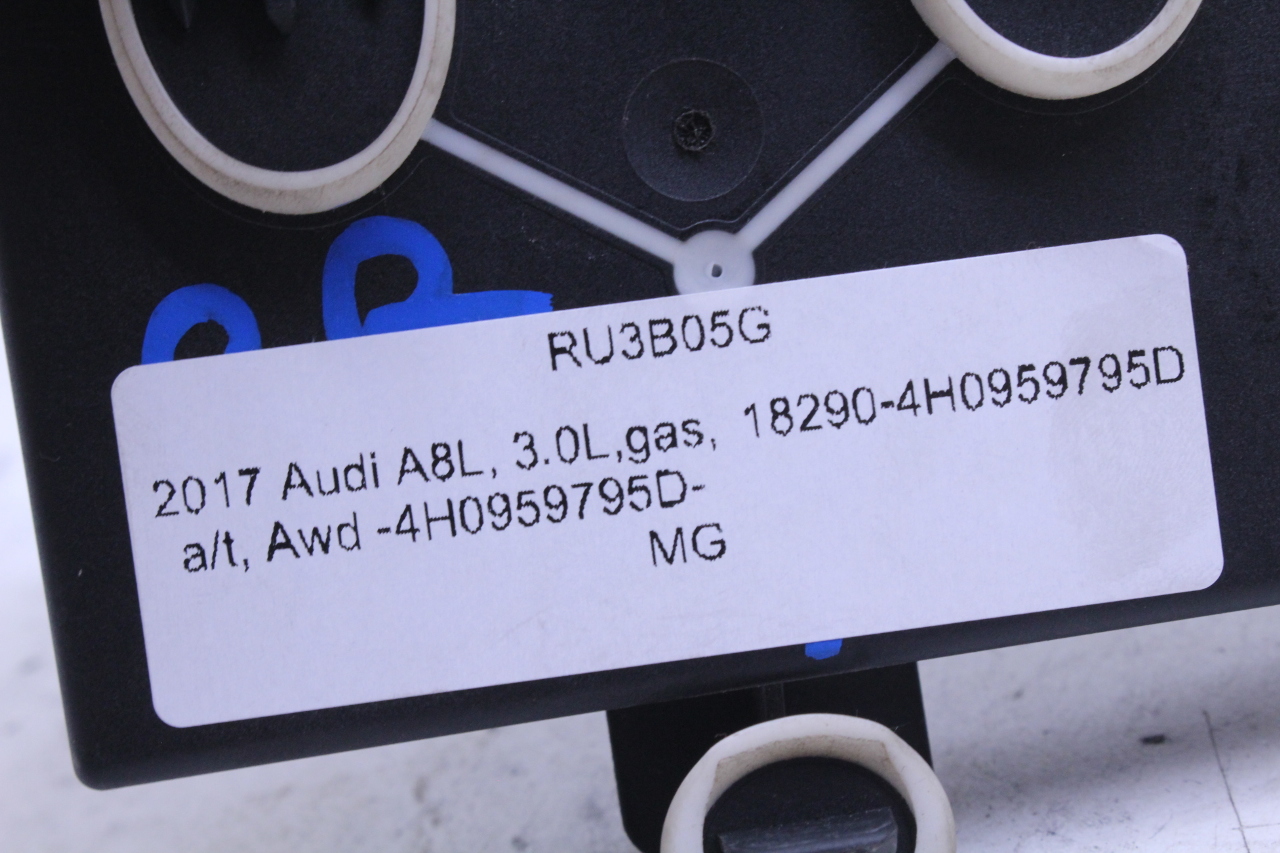 RU3B05G
2017 Audi A8L, 3.0L,gas, 18290-4H0959795D
a/t, Awd -4H0959795D-
MG